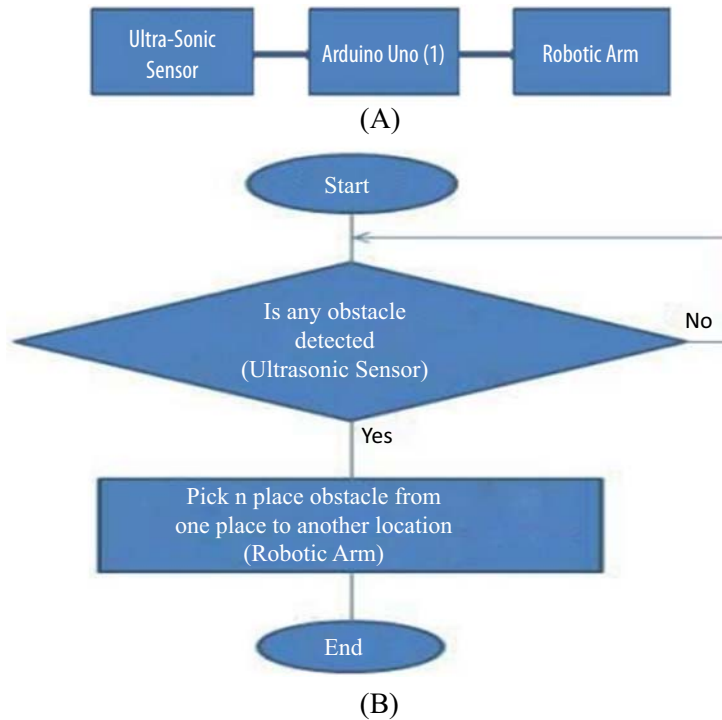 Ultra-Sonic
Sensor
Arduino Uno (1)
Robotic Arm
(A)
Start
Is any obstacle
detected
(Ultrasonic Sensor)
No
Yes
Pick n place obstacle from
one place to another location
(Robotic Arm)
End
(B)